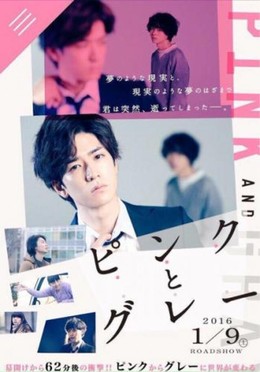 PINK
AND
GRAY
夢のような現実と、
現実のような夢のはざまで
君は突然、逝ってしまった―。
ピンクと
グレー
2016
1/9土
ROADSHOW
幕開けから62分後の衝撃!! ピンクからグレーに世界が変わる